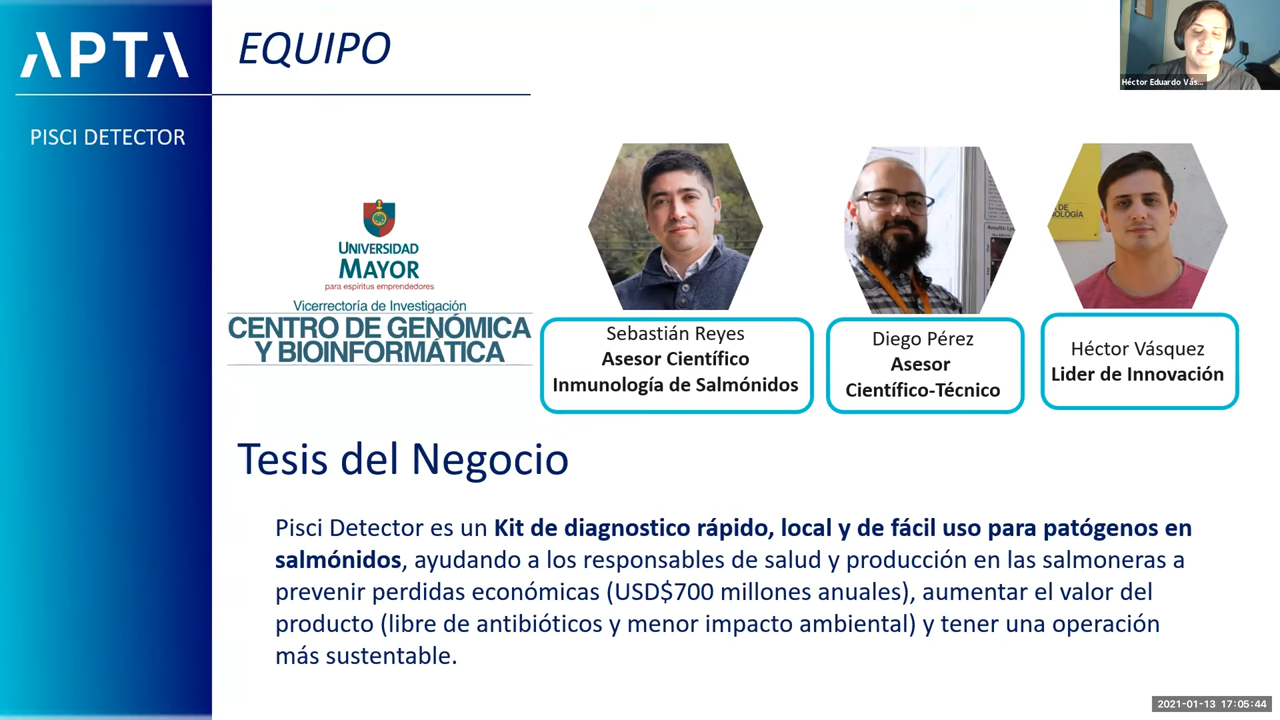 APTA
PISCI DETECTOR
EQUIPO
Héctor Eduardo Vás...
UNIVERSIDAD
MAYOR
para espíritus emprendedores
Vicerrectoría de Investigación
CENTRO DE GENÓMICA
Y BIOINFORMÁTICA
Sebastián Reyes
Asesor Científico
Inmunología de Salmónidos
Diego Pérez
Asesor
Científico-Técnico
DE
OLOGÍA
Héctor Vásquez
Lider de Innovación
Tesis del Negocio
Pisci Detector es un Kit de diagnostico rápido, local y de fácil uso para patógenos en
salmónidos, ayudando a los responsables de salud y producción en las salmoneras a
prevenir perdidas económicas (USD$700 millones anuales), aumentar el valor del
producto (libre de antibióticos y menor impacto ambiental) y tener una operación
más sustentable.
2021-01-13 17:05:44